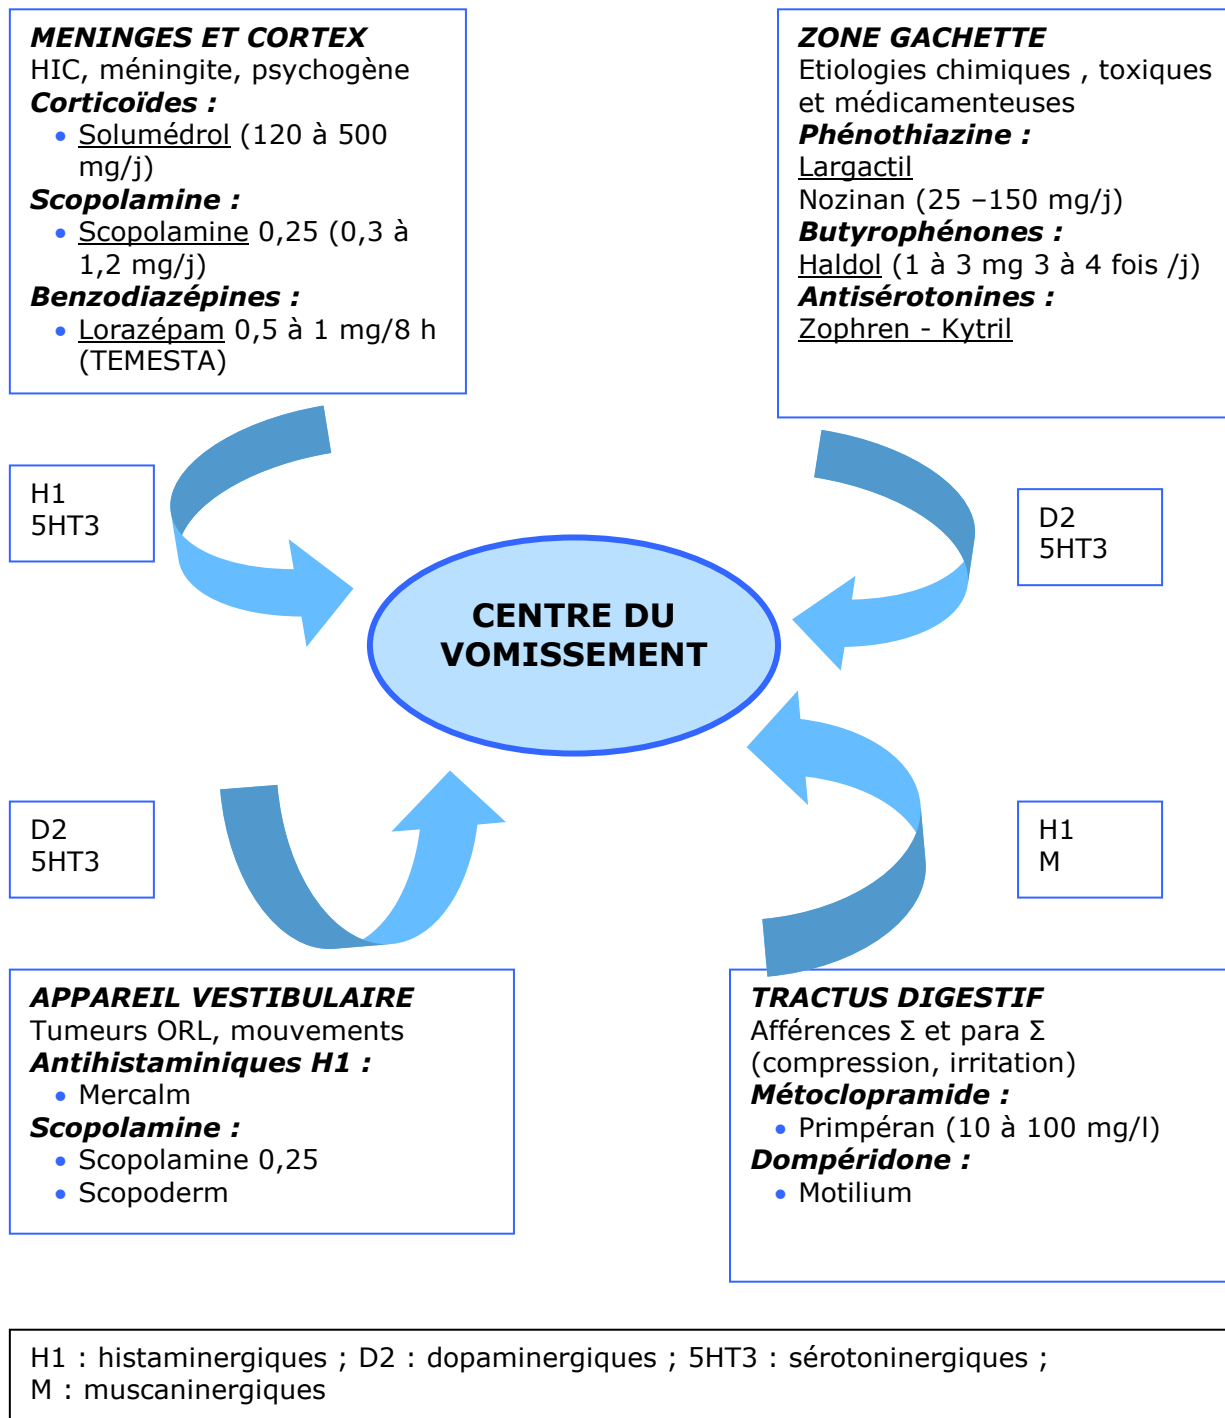 MENINGES ET CORTEX
HIC, méningite, psychogène
Corticoïdes :
• Solumédrol (120 à 500
mg/j)
Scopolamine :
• Scopolamine 0,25 (0,3 à
1,2 mg/j)
Benzodiazépines :
• Lorazépam 0,5 à 1 mg/8 h
(TEMESTA)
ZONE GACHETTE
Etiologies chimiques , toxiques
et médicamenteuses
Phénothiazine :
Largactil
Nozinan (25 –150 mg/j)
Butyrophénones :
Haldol (1 à 3 mg 3 à 4 fois /j)
Antisérotonines :
Zophren - Kytril
H1
5HT3
D2
5HT3
CENTRE DU
VOMISSEMENT
D2
5HT3
H1
M
APPAREIL VESTIBULAIRE
Tumeurs ORL, mouvements
Antihistaminiques H1 :
• Mercalm
Scopolamine :
• Scopolamine 0,25
• Scopoderm
TRACTUS DIGESTIF
Afférences Σ et para Σ
(compression, irritation)
Métoclopramide :
• Primpéran (10 à 100 mg/l)
Dompéridone :
• Motilium
H1 : histaminergiques ; D2 : dopaminergiques ; 5HT3 : sérotoninergiques ;
M : muscaninergiques